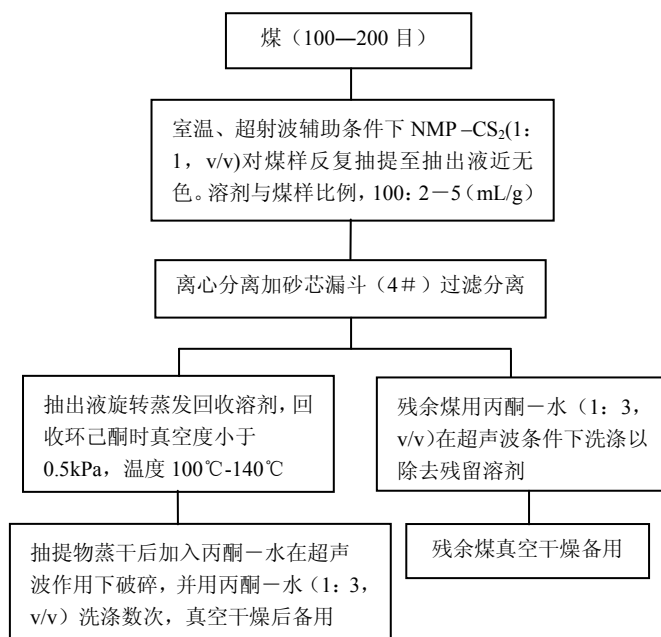 煤（100—200 目）
室温、超射波辅助条件下 NMP –CS₂(1:
1，v/v)对煤样反复抽提至抽出液近无
色。溶剂与煤样比例，100：2－5（mL/g）
离心分离加砂芯漏斗（4＃）过滤分离
抽出液旋转蒸发回收溶剂，回
收环己酮时真空度小于
0.5kPa，温度 100℃-140℃
残余煤用丙酮－水（1：3，
v/v）在超声波条件下洗涤以
除去残留溶剂
抽提物蒸干后加入丙酮－水在超声
波作用下破碎，并用丙酮－水（1：3，
v/v）洗涤数次，真空干燥后备用
残余煤真空干燥备用